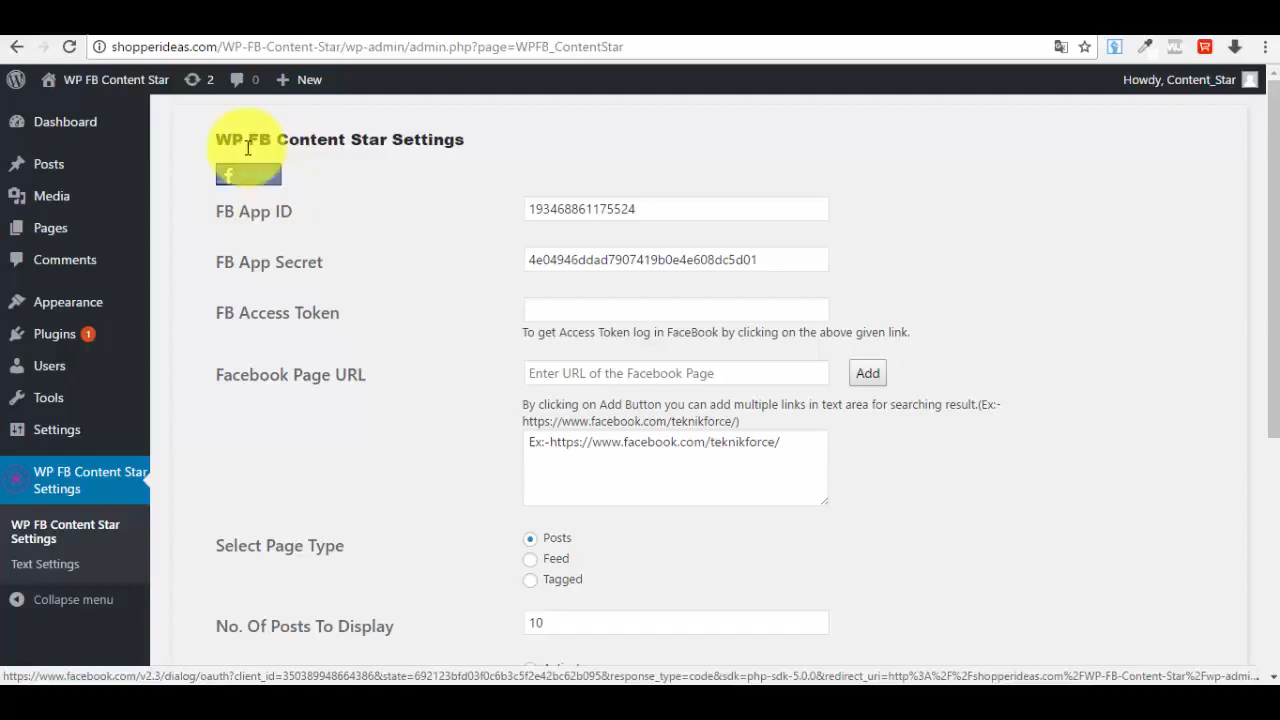 shopperideas.com/WP-FB-Content-Star/wp-admin/admin.php?page=WPFB_ContentStar
WP FB Content Star 2 0 New Howdy, Content_Star
Dashboard
Posts
Media
Pages
Comments
Appearance
Plugins 1
Users
Tools
Settings
WP FB Content Star
Settings
WP FB Content Star
Settings
Text Settings
Collapse menu
WP FB Content Star Settings
FB App ID 193468861175524
FB App Secret 4e04946ddad7907419b0e4e608dc5d01
FB Access Token
To get Access Token log in FaceBook by clicking on the above given link.
Facebook Page URL Enter URL of the Facebook Page Add
By clicking on Add Button you can add multiple links in text area for searching result.(Ex:-
https://www.facebook.com/teknikforce/)
Ex:-https://www.facebook.com/teknikforce/
Select Page Type Posts
Feed
Tagged
No. Of Posts To Display 10
https://www.facebook.com/v2.3/dialog/oauth?client_id=350389948664386&state=692123bfd03f0c6b3c5f2e42bc62b095&response_type=code&sdk=php-sdk-5.0.0&redirect_uri=http%3A%2F%2Fshopperideas.com%2FWP-FB-Content-Star%2Fwp-admi...